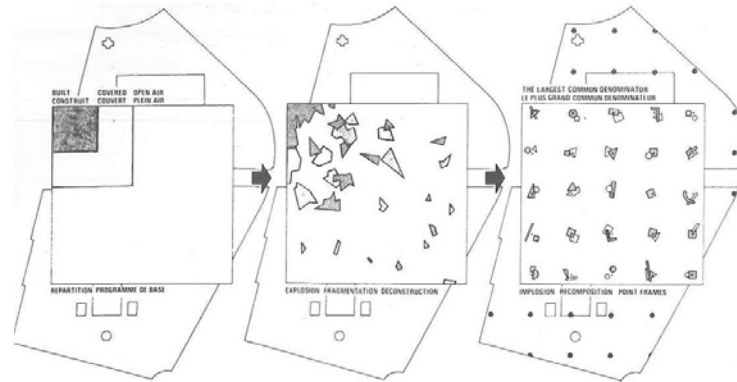 BUILT COVERED OPEN AIR
CONSTRUIT COUVERT PLEIN AIR
REPARTITION PROGRAMME DE BASE
EXPLOSION FRAGMENTATION DECONSTRUCTION
THE LARGEST COMMON DENOMINATOR
LE PLUS GRAND COMMUN DENOMINATEUR
IMPLOSION RECOMPOSITION POINT FRAMES